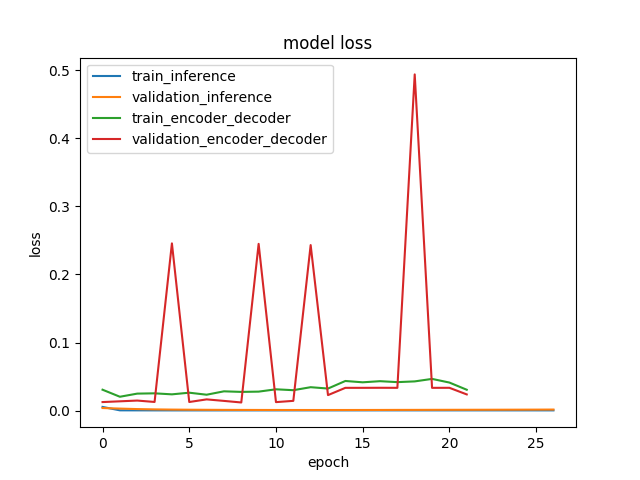 model loss
train_inference
validation_inference
train_encoder_decoder
validation_encoder_decoder
0.5
0.4
0.3
0.2
0.1
0.0
loss
0 5 10 15 20 25
epoch